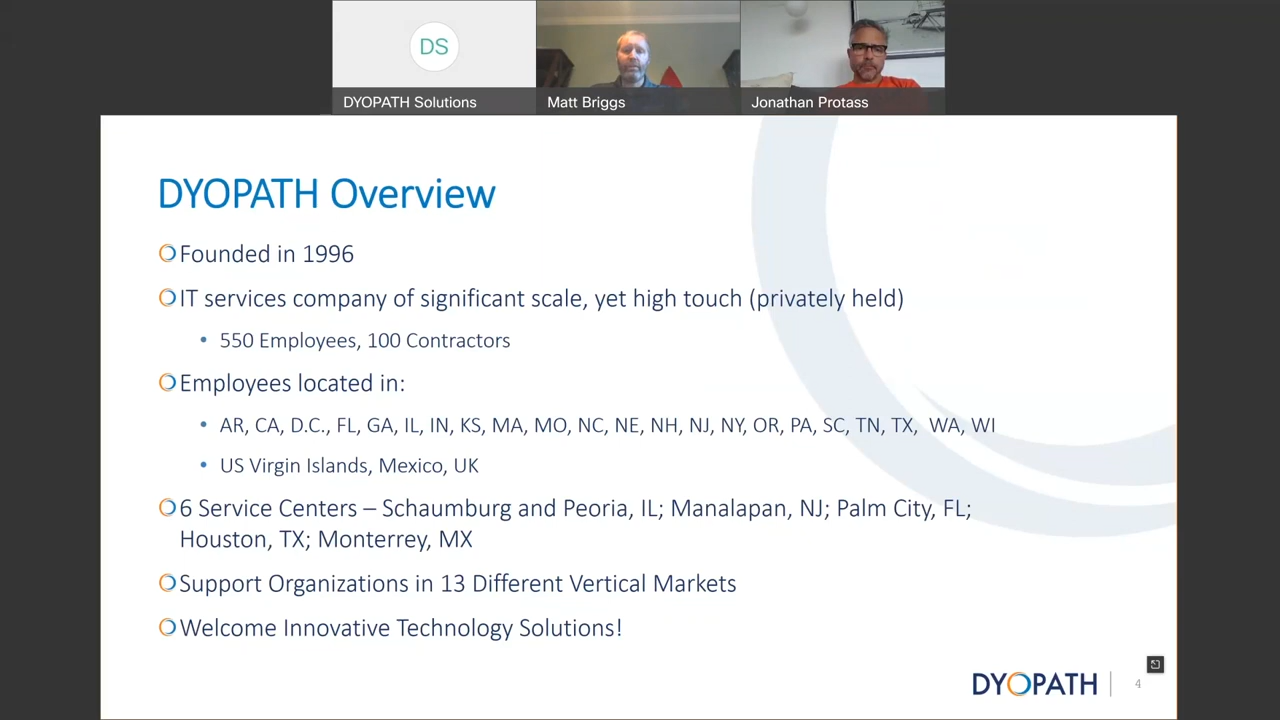 DS
DYOPATH Solutions
Matt Briggs
Jonathan Protass
DYOPATH Overview
Founded in 1996
IT services company of significant scale, yet high touch (privately held)
• 550 Employees, 100 Contractors
Employees located in:
• AR, CA, D.C., FL, GA, IL, IN, KS, MA, MO, NC, NE, NH, NJ, NY, OR, PA, SC, TN, TX, WA, WI
• US Virgin Islands, Mexico, UK
6 Service Centers – Schaumburg and Peoria, IL; Manalapan, NJ; Palm City, FL;
Houston, TX; Monterrey, MX
Support Organizations in 13 Different Vertical Markets
Welcome Innovative Technology Solutions!
DYOPATH
4